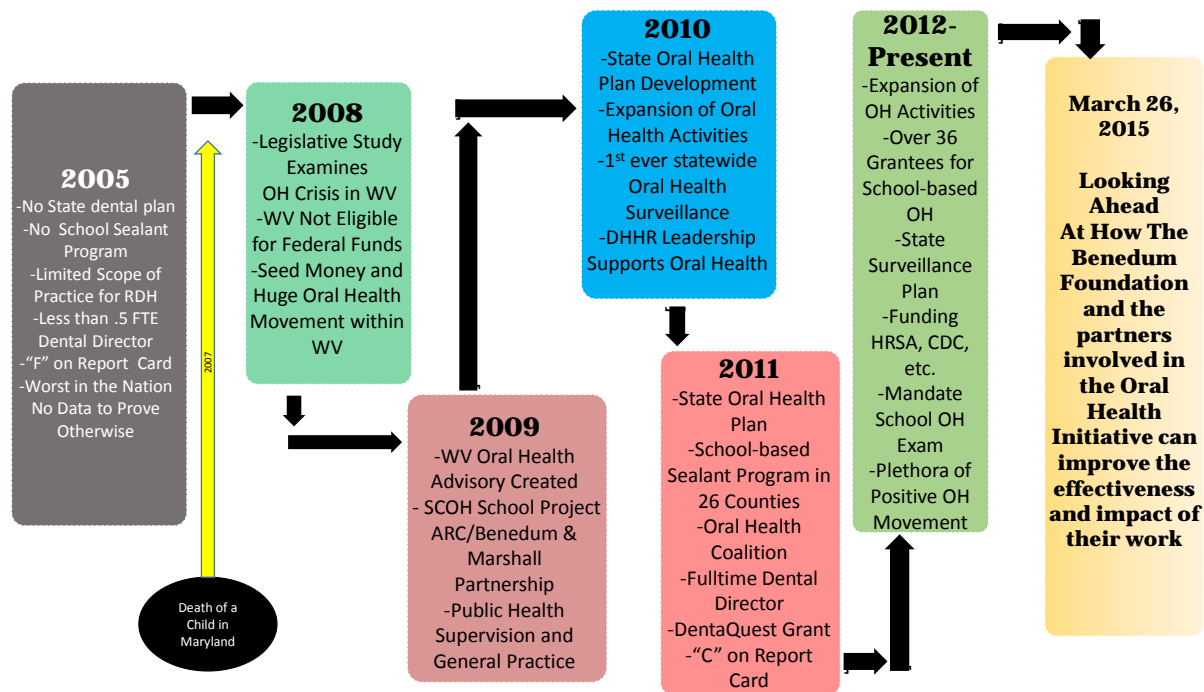 2005
-No State dental plan
-No School Sealant
Program
-Limited Scope of
Practice for RDH
-Less than .5 FTE
Dental Director
-“F” on Report Card
-Worst in the Nation
No Data to Prove
Otherwise
2007
Death of a
Child in
Maryland
2008
-Legislative Study
Examines
OH Crisis in WV
-WV Not Eligible
for Federal Funds
-Seed Money and
Huge Oral Health
Movement within
WV
2009
-WV Oral Health
Advisory Created
- SCOH School Project
ARC/Benedum &
Marshall
Partnership
-Public Health
Supervision and
General Practice
2010
-State Oral Health
Plan Development
-Expansion of Oral
Health Activities
-1st ever statewide
Oral Health
Surveillance
-DHHR Leadership
Supports Oral Health
2011
-State Oral Health
Plan
-School-based
Sealant Program in
26 Counties
-Oral Health
Coalition
-Fulltime Dental
Director
-DentaQuest Grant
-“C” on Report
Card
2012-
Present
-Expansion of
OH Activities
-Over 36
Grantees for
School-based
OH
-State
Surveillance
Plan
-Funding
HRSA, CDC,
etc.
-Mandate
School OH
Exam
-Plethora of
Positive OH
Movement
March 26,
2015
Looking
Ahead
At How The
Benedum
Foundation
and the
partners
involved in
the Oral
Health
Initiative can
improve the
effectiveness
and impact of
their work